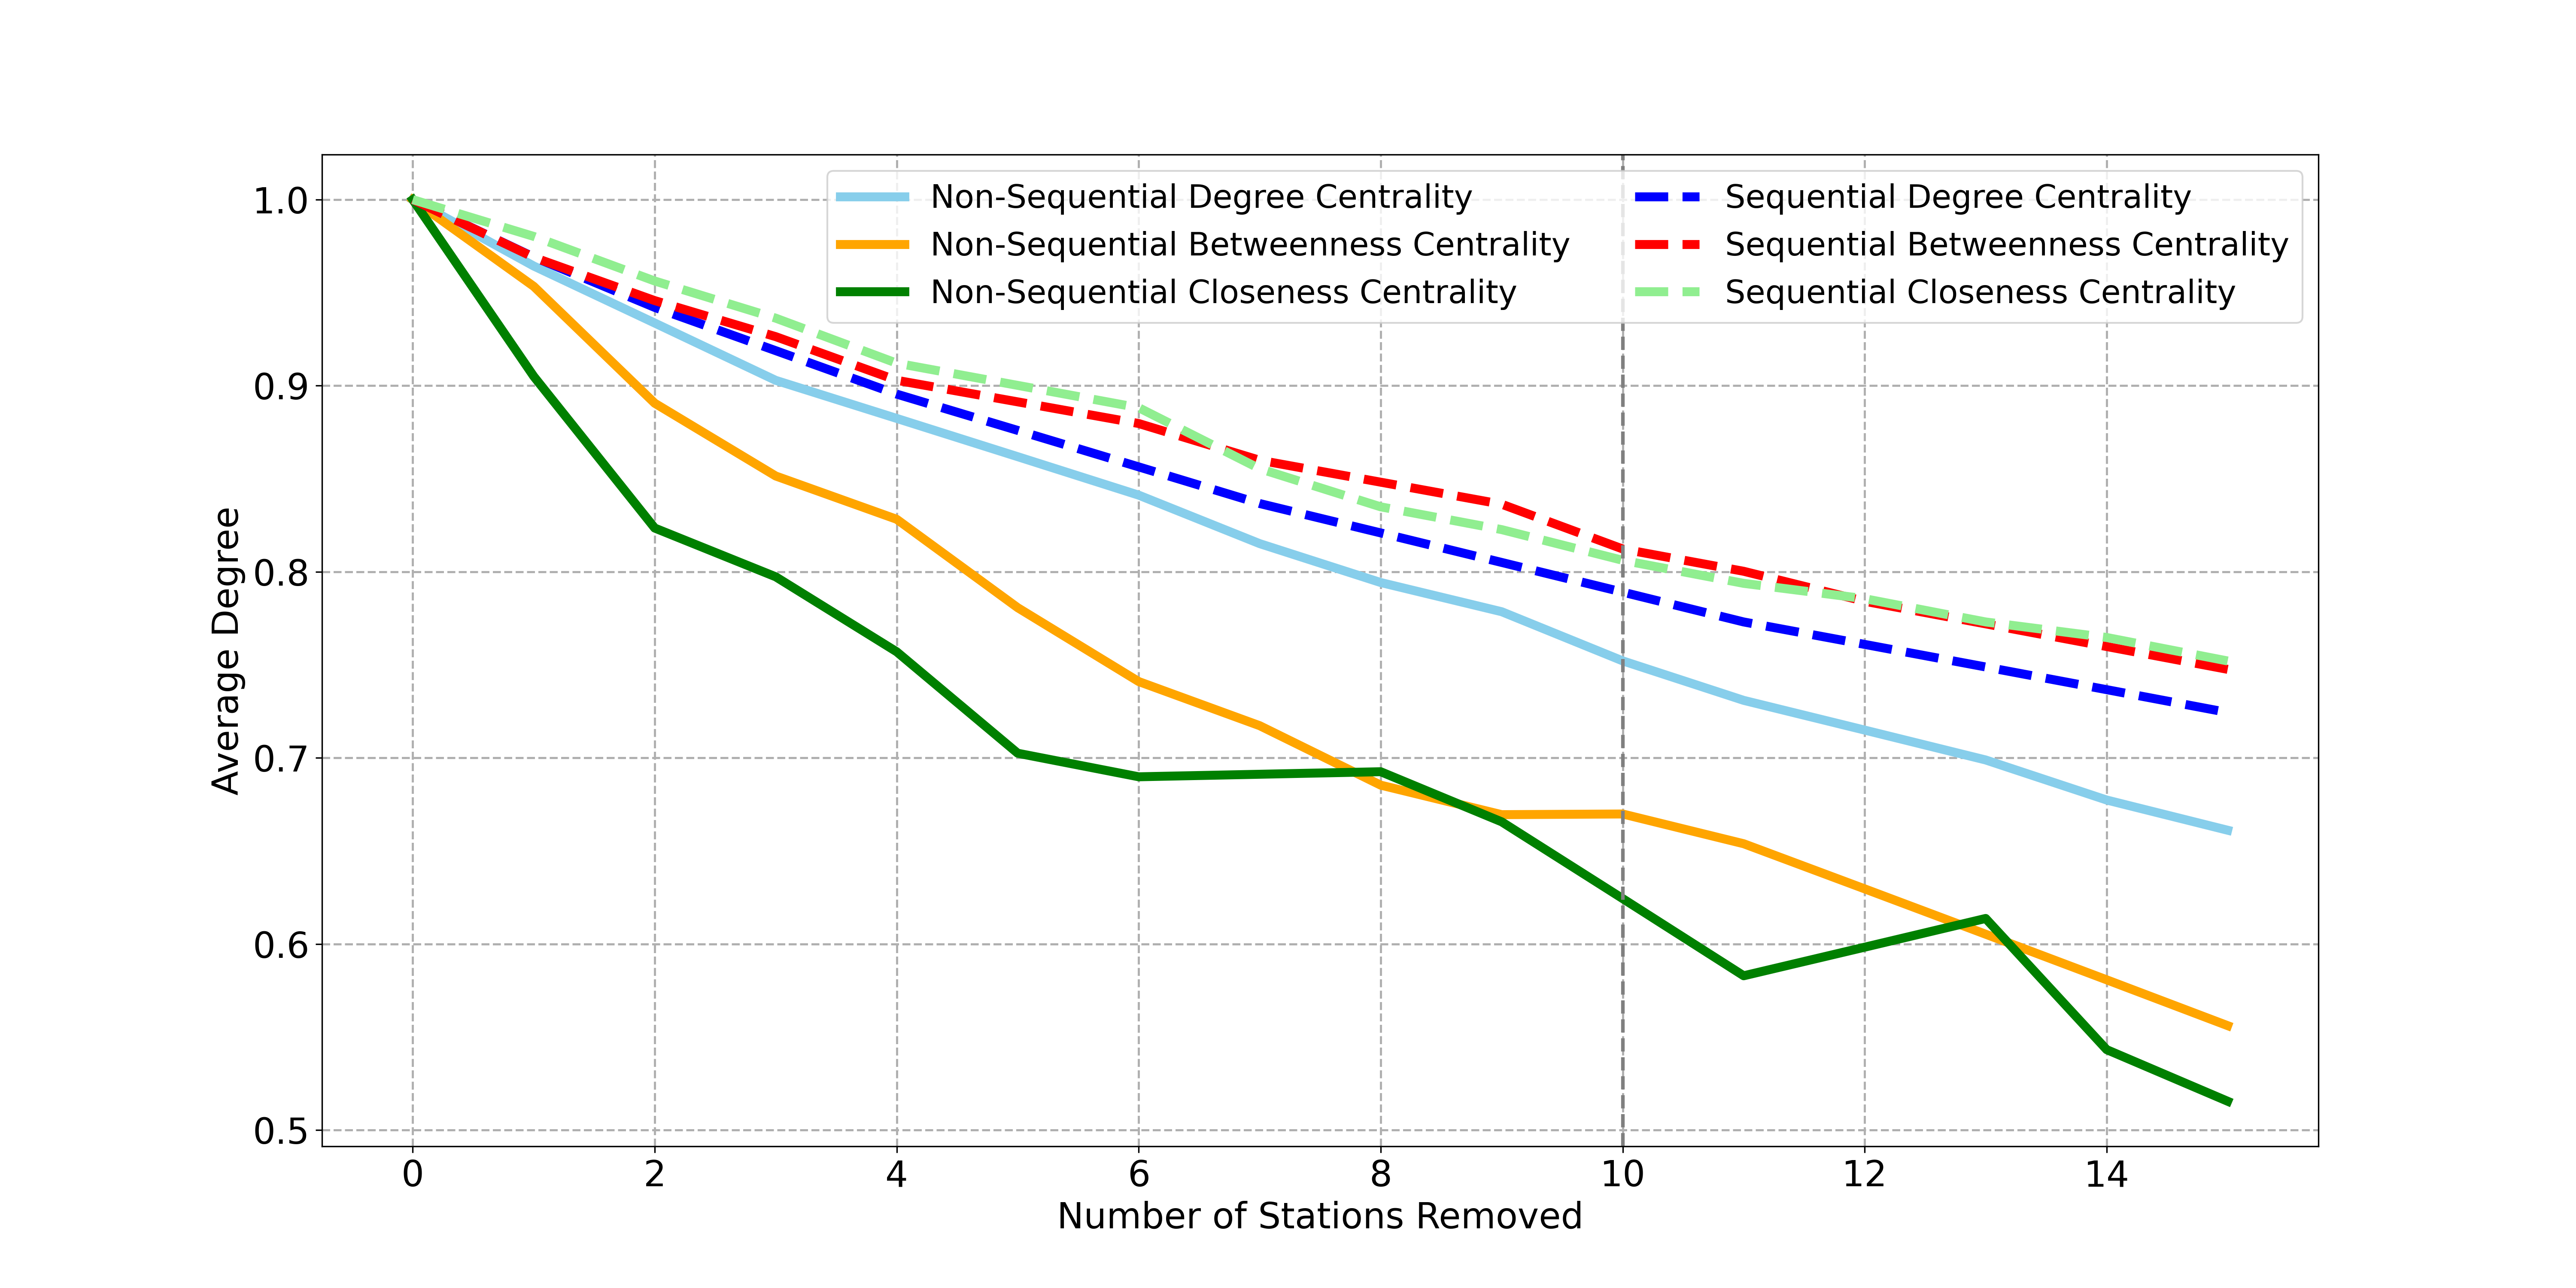 Non-Sequential Degree Centrality
Non-Sequential Betweenness Centrality
Non-Sequential Closeness Centrality
Sequential Degree Centrality
Sequential Betweenness Centrality
Sequential Closeness Centrality
Average Degree
1.0
0.9
0.8
0.7
0.6
0.5
0 2 4 6 8 10 12 14
Number of Stations Removed